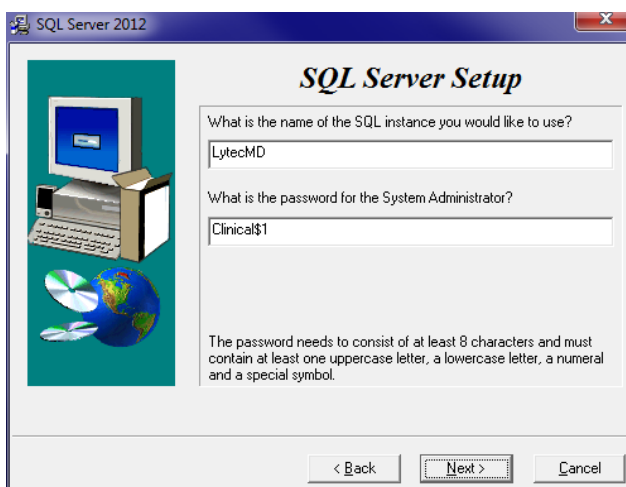 SQL Server 2012
SQL Server Setup
What is the name of the SQL instance you would like to use?
LytecMD
What is the password for the System Administrator?
Clinical$1
The password needs to consist of at least 8 characters and must
contain at least one uppercase letter, a lowercase letter, a numeral
and a special symbol.
< Back
Next >
Cancel